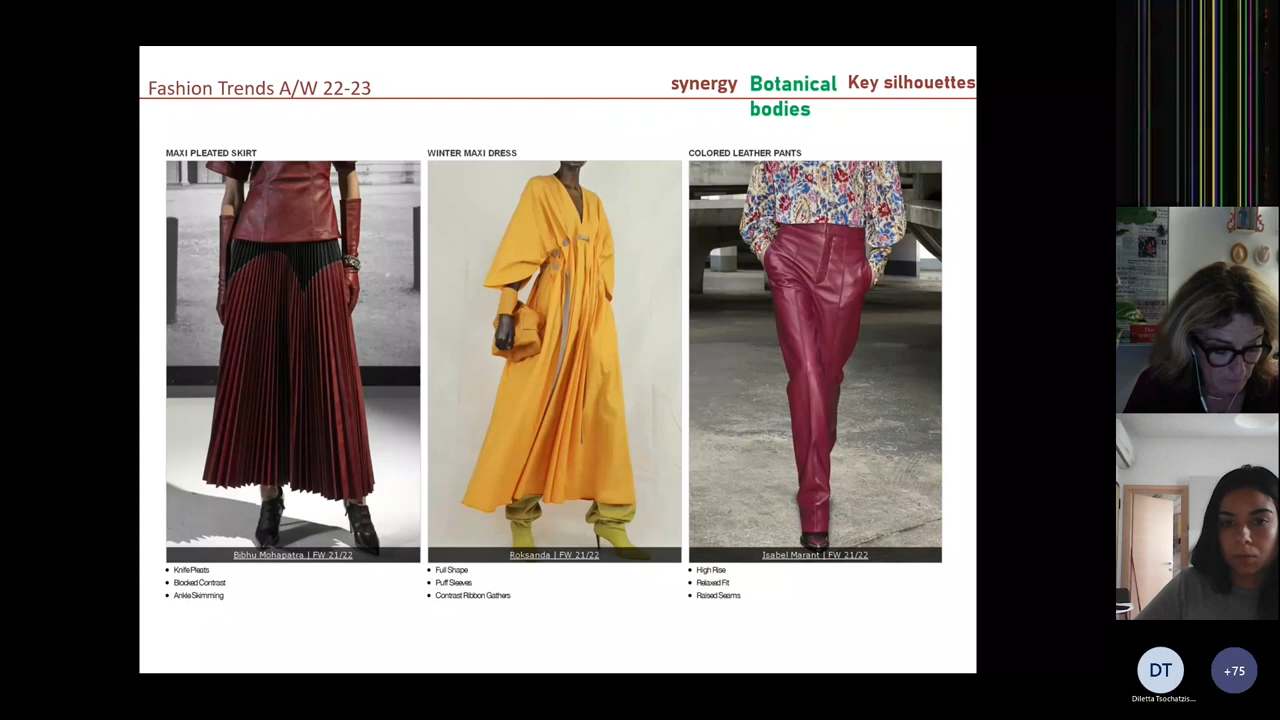 Fashion Trends A/W 22-23
synergy Botanical bodies Key silhouettes
MAXI PLEATED SKIRT
WINTER MAXI DRESS
COLORED LEATHER PANTS
Bibhu Mohapatra | FW 21/22
Roksanda | FW 21/22
Isabel Marant | FW 21/22
• Knife Pleats
• Blocked Contrast
• Ankle Skimming
• Full Shape
• Puff Sleeves
• Contrast Ribbon Gathers
• High Rise
• Relaxed Fit
• Raised Seams
DT
+75
Diletta Tsochatzis...